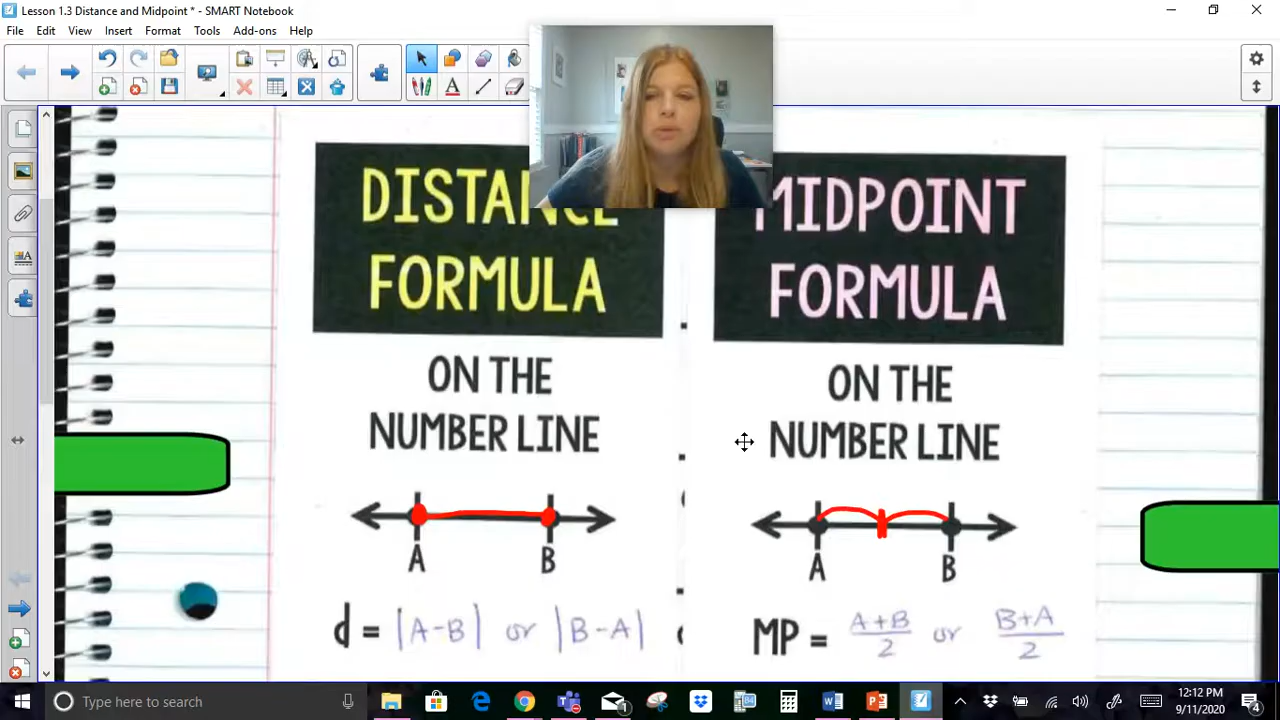 Lesson 1.3 Distance and Midpoint * - SMART Notebook
File Edit View Insert Format Tools Add-ons Help
DISTANCE
FORMULA
ON THE
NUMBER LINE
A B
d = |A-B| or |B-A|
MIDPOINT
FORMULA
ON THE
NUMBER LINE
A B
MP = A+B/2 or B+A/2
Type here to search
12:12 PM
9/11/2020
4